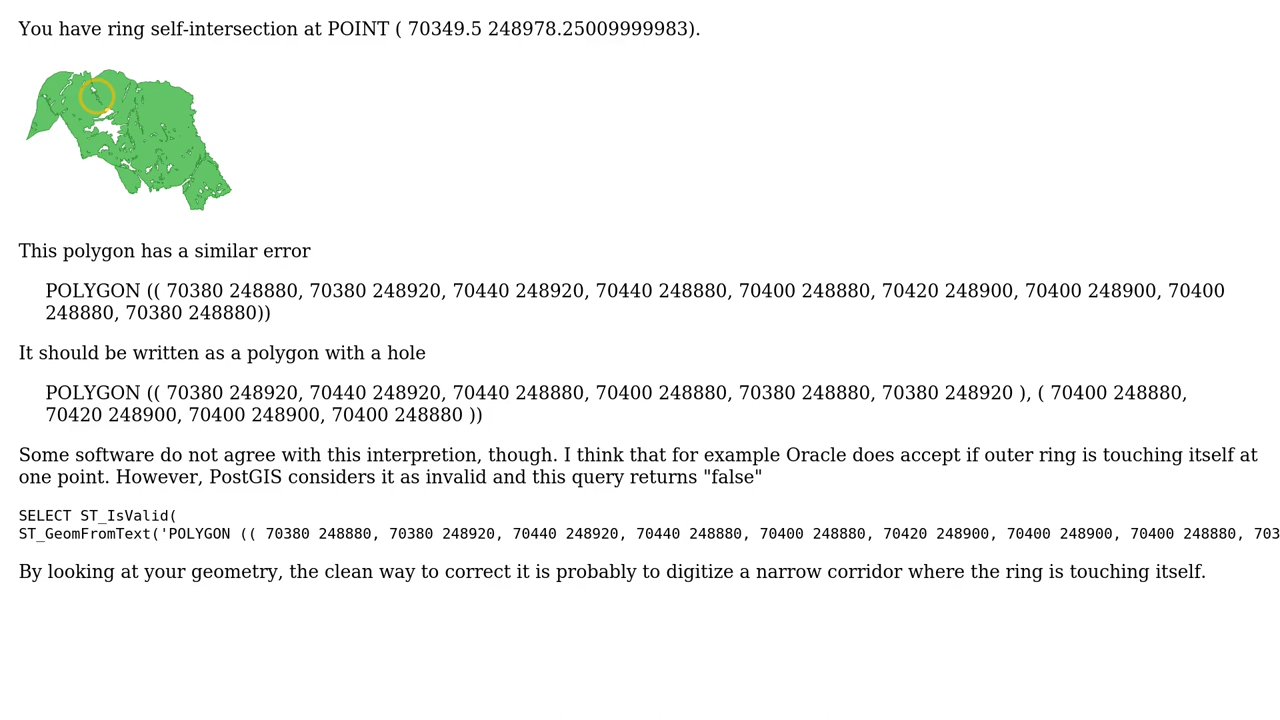 You have ring self-intersection at POINT ( 70349.5 248978.25009999983).
This polygon has a similar error
POLYGON (( 70380 248880, 70380 248920, 70440 248920, 70440 248880, 70400 248880, 70420 248900, 70400 248900, 70400
248880, 70380 248880))
It should be written as a polygon with a hole
POLYGON (( 70380 248920, 70440 248920, 70440 248880, 70400 248880, 70380 248880, 70380 248920 ), ( 70400 248880,
70420 248900, 70400 248900, 70400 248880 ))
Some software do not agree with this interpretion, though. I think that for example Oracle does accept if outer ring is touching itself at
one point. However, PostGIS considers it as invalid and this query returns "false"
SELECT ST_IsValid(
ST_GeomFromText('POLYGON (( 70380 248880, 70380 248920, 70440 248920, 70440 248880, 70400 248880, 70420 248900, 70400 248900, 70400 248880, 703
By looking at your geometry, the clean way to correct it is probably to digitize a narrow corridor where the ring is touching itself.